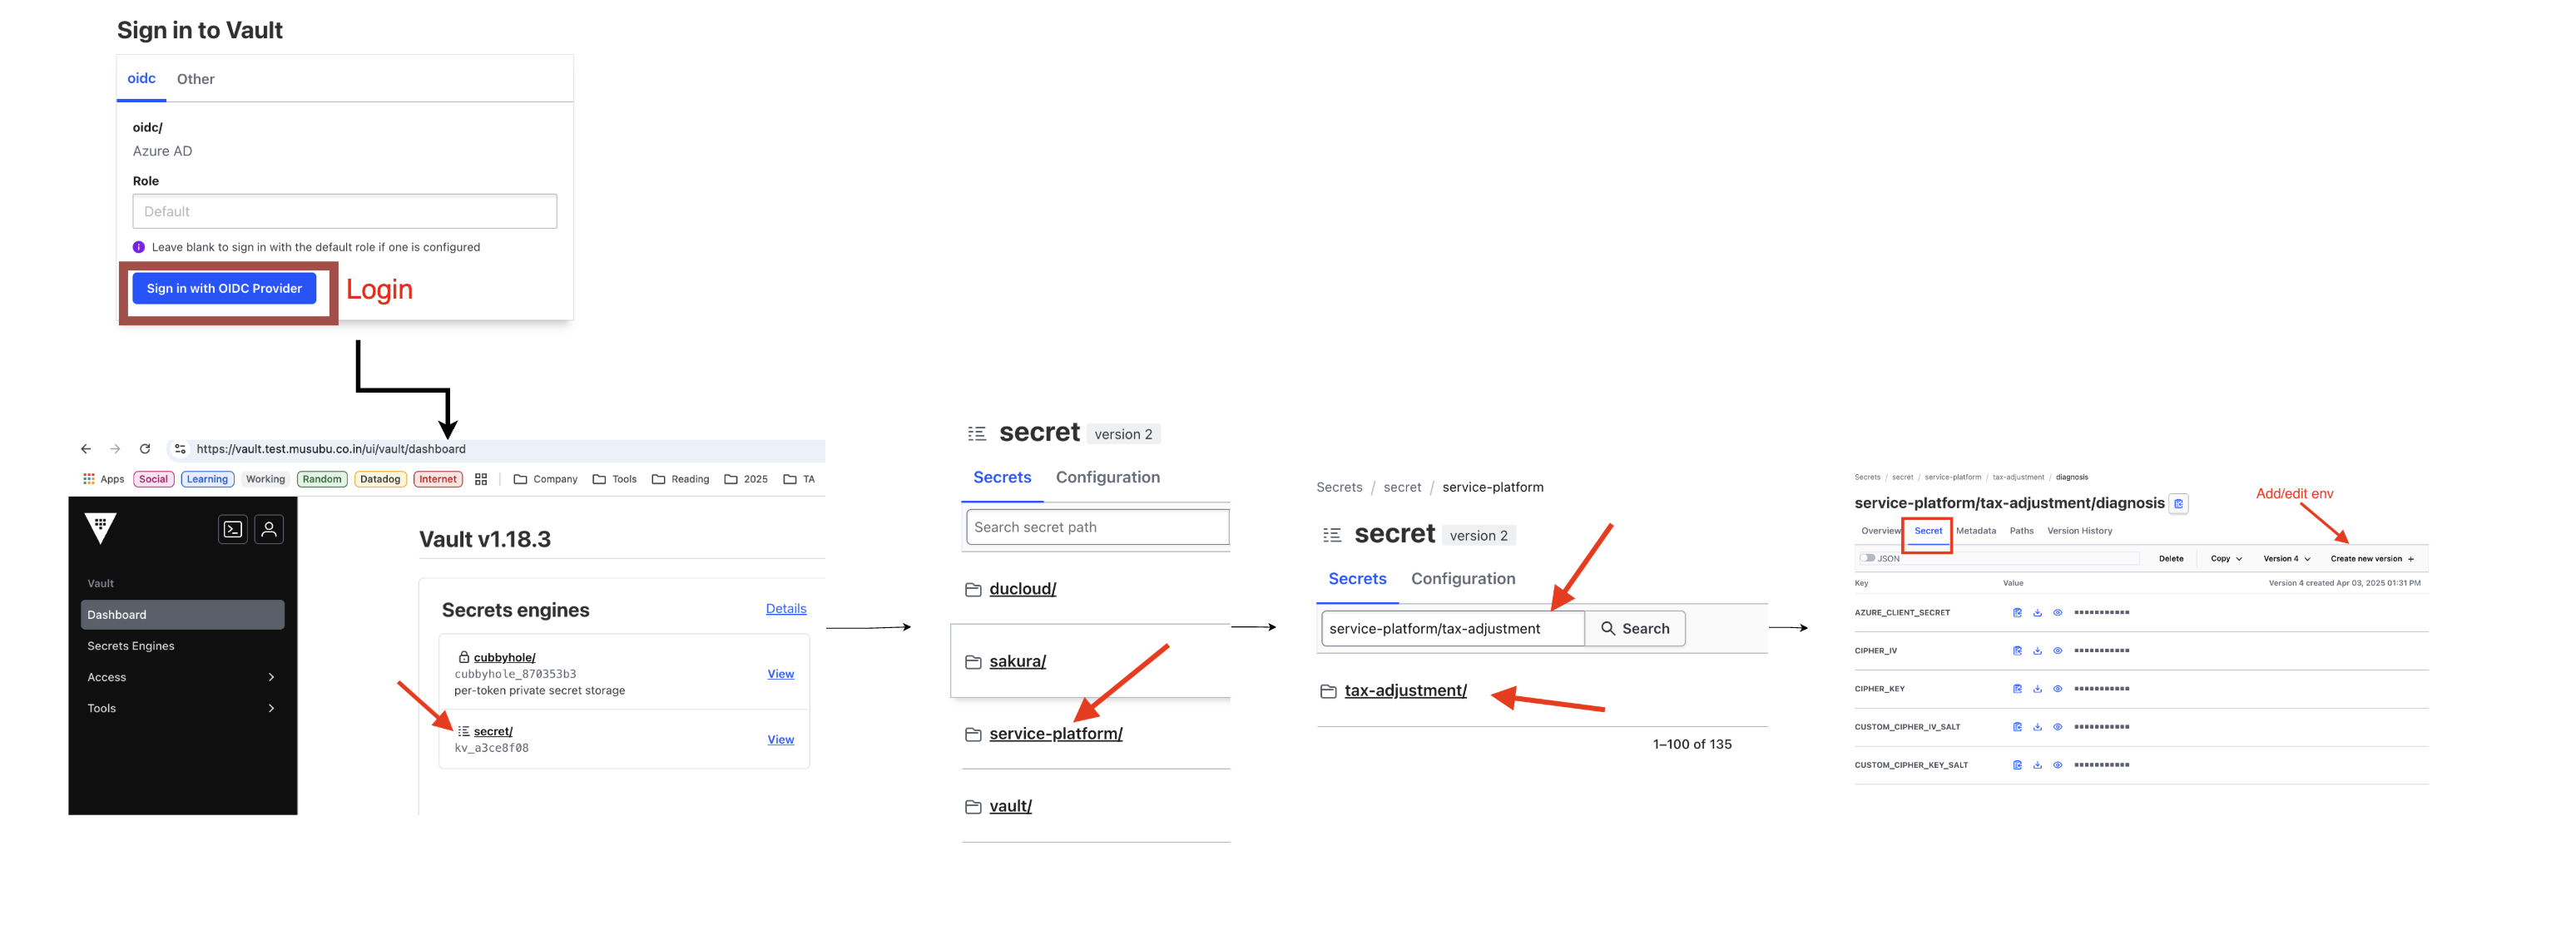 Sign in to Vault
oidc Other
oidc/
Azure AD
Role
Default
Leave blank to sign in with the default role if one is configured
Sign in with OIDC Provider
Login
https://vault.test.musubu.co.in/ui/vault/dashboard
Apps Social Learning Working Random Datadog Internet Company Tools Reading 2025 TA
Vault
Dashboard
Secrets Engines
Access
Tools
Vault v1.18.3
Secrets engines Details
cubbyhole/
cubbyhole_870353b3
per-token private secret storage
View
secret/
kv_a3ce8f08
View
secret version 2
Secrets Configuration
Search secret path
ducloud/
sakura/
service-platform/
vault/
Secrets / secret / service-platform
secret version 2
Secrets Configuration
service-platform/tax-adjustment Search
tax-adjustment/
1–100 of 135
Secrets / secret / service-platform / tax-adjustment / diagnosis
service-platform/tax-adjustment/diagnosis
Add/edit env
Overview Secret Metadata Paths Version History
JSON Delete Copy Version 4 Create new version +
Key Value Version 4 created Apr 03, 2025 01:31 PM
AZURE_CLIENT_SECRET
CIPHER_IV
CIPHER_KEY
CUSTOM_CIPHER_IV_SALT
CUSTOM_CIPHER_KEY_SALT